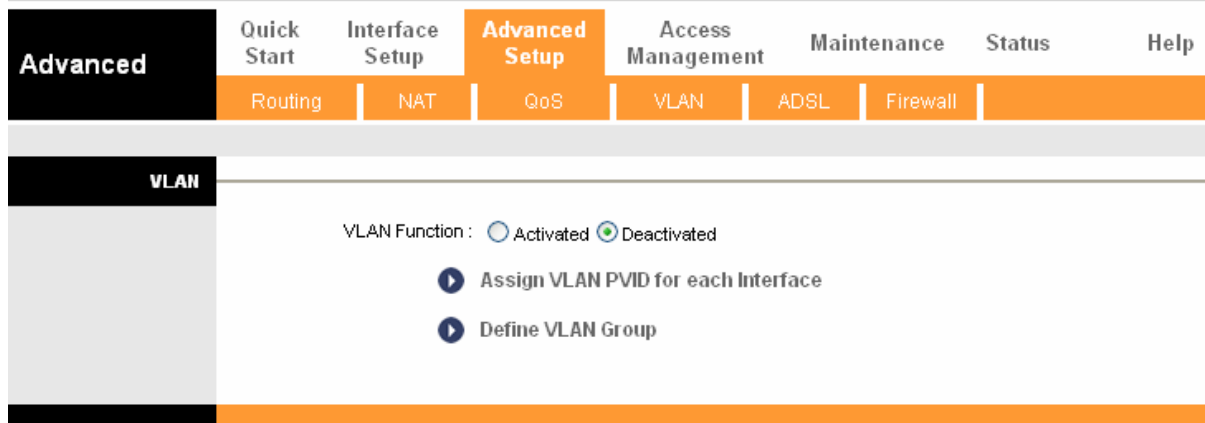 Advanced
Quick Start
Interface Setup
Advanced Setup
Access Management
Maintenance
Status
Help
Routing
NAT
QoS
VLAN
ADSL
Firewall
VLAN
VLAN Function : Activated Deactivated
Assign VLAN PVID for each Interface
Define VLAN Group